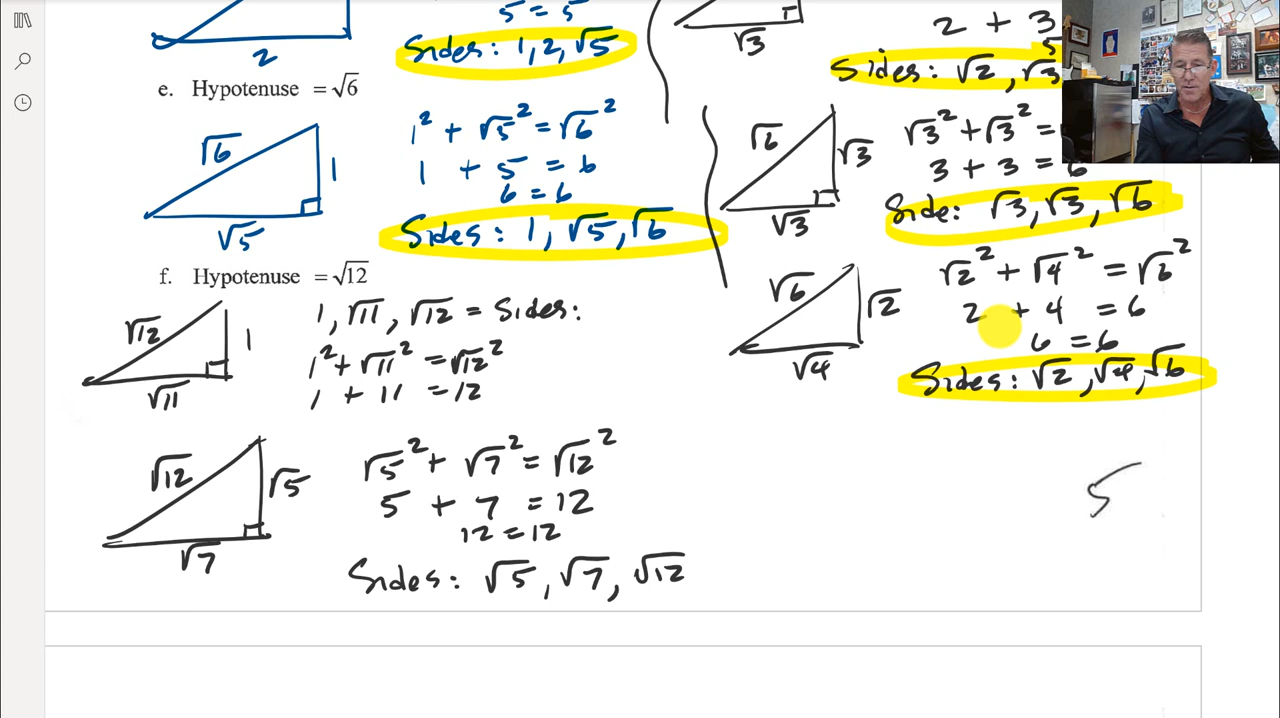 2
5 = 5
Sides: 1, 2, √5
e. Hypotenuse = √6
√6
1
√5
1² + √5² = √6²
1 + 5 = 6
6 = 6
Sides: 1, √5, √6
√3
2 + 3
5
Sides: √2, √3
√6
√3
√3
√3² + √3² =
3 + 3 = 6
Side: √3, √3, √6
√6
√2
√4
√2² + √4² = √6²
2 + 4 = 6
6 = 6
Sides: √2, √4, √6
f. Hypotenuse = √12
√12
1
√11
1, √11, √12 = Sides:
1² + √11² = √12²
1 + 11 = 12
√12
√5
√7
√5² + √7² = √12²
5 + 7 = 12
12 = 12
Sides: √5, √7, √12
5